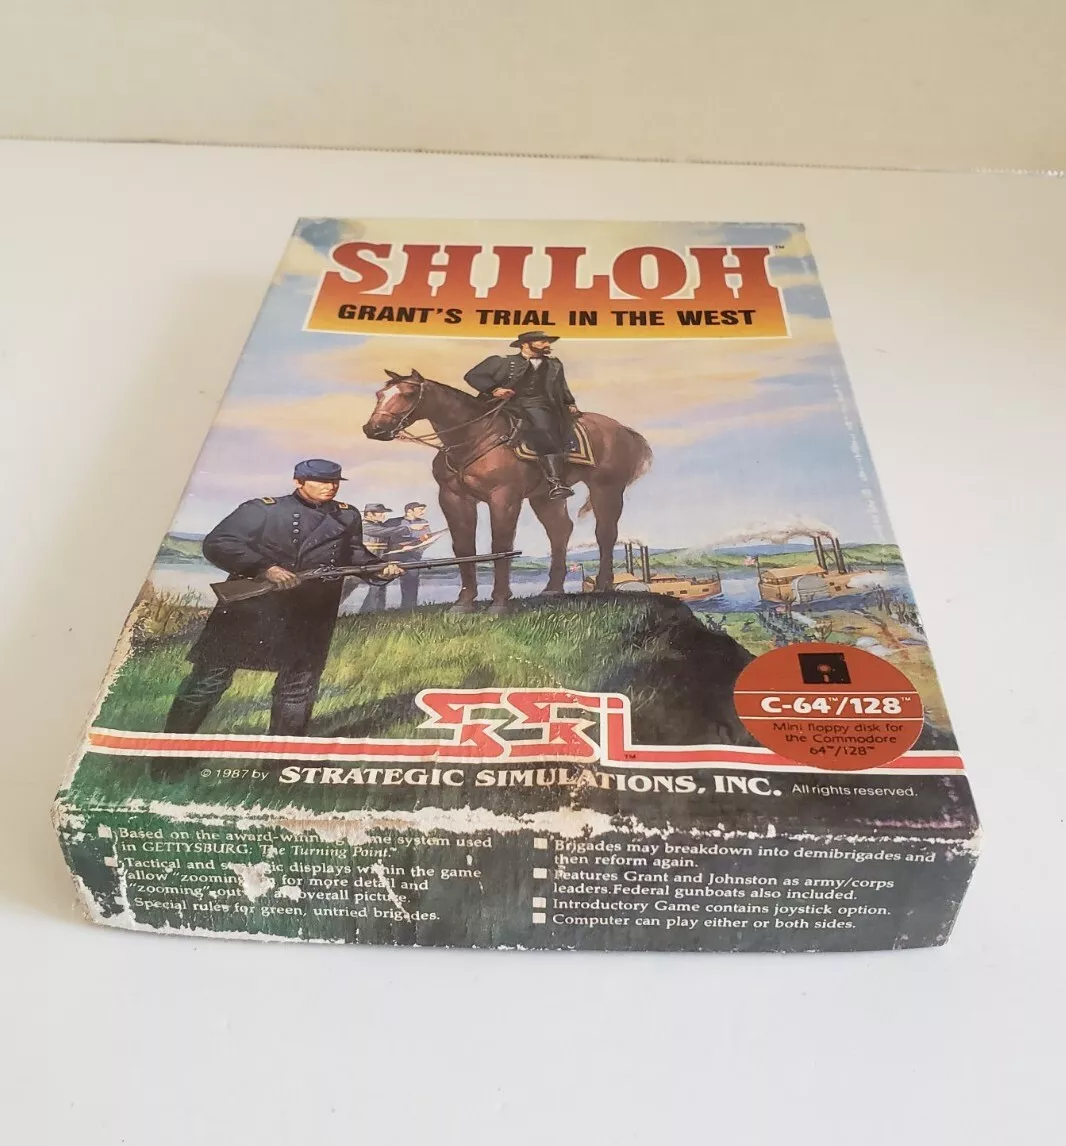 SHILOH™
GRANT'S TRIAL IN THE WEST
C-64™/128™
Mini floppy disk for
the Commodore
64™/128™
SSI™
© 1987 by STRATEGIC SIMULATIONS, INC. All rights reserved.
Based on the award-winning game system used
in GETTYSBURG: The Turning Point.
Tactical and strategic displays within the game
allow "zooming" in for more detail and
"zooming" out overall picture.
Special rules for green, untried brigades.
Brigades may breakdown into demibrigades and
then reform again.
Features Grant and Johnston as army/corps
leaders.Federal gunboats also included.
Introductory Game contains joystick option.
Computer can play either or both sides.